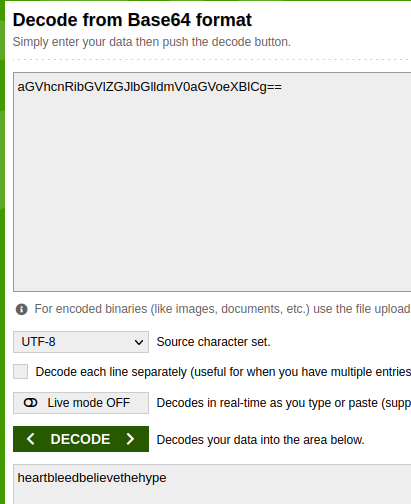 Decode from Base64 format
Simply enter your data then push the decode button.
aGVhcnRibGVlZGJlbGlldmV0aGVoeXBlCg==
For encoded binaries (like images, documents, etc.) use the file upload
UTF-8 Source character set.
Decode each line separately (useful for when you have multiple entries
Live mode OFF Decodes in real-time as you type or paste (supp
< DECODE > Decodes your data into the area below.
heartbleedbelievethehype